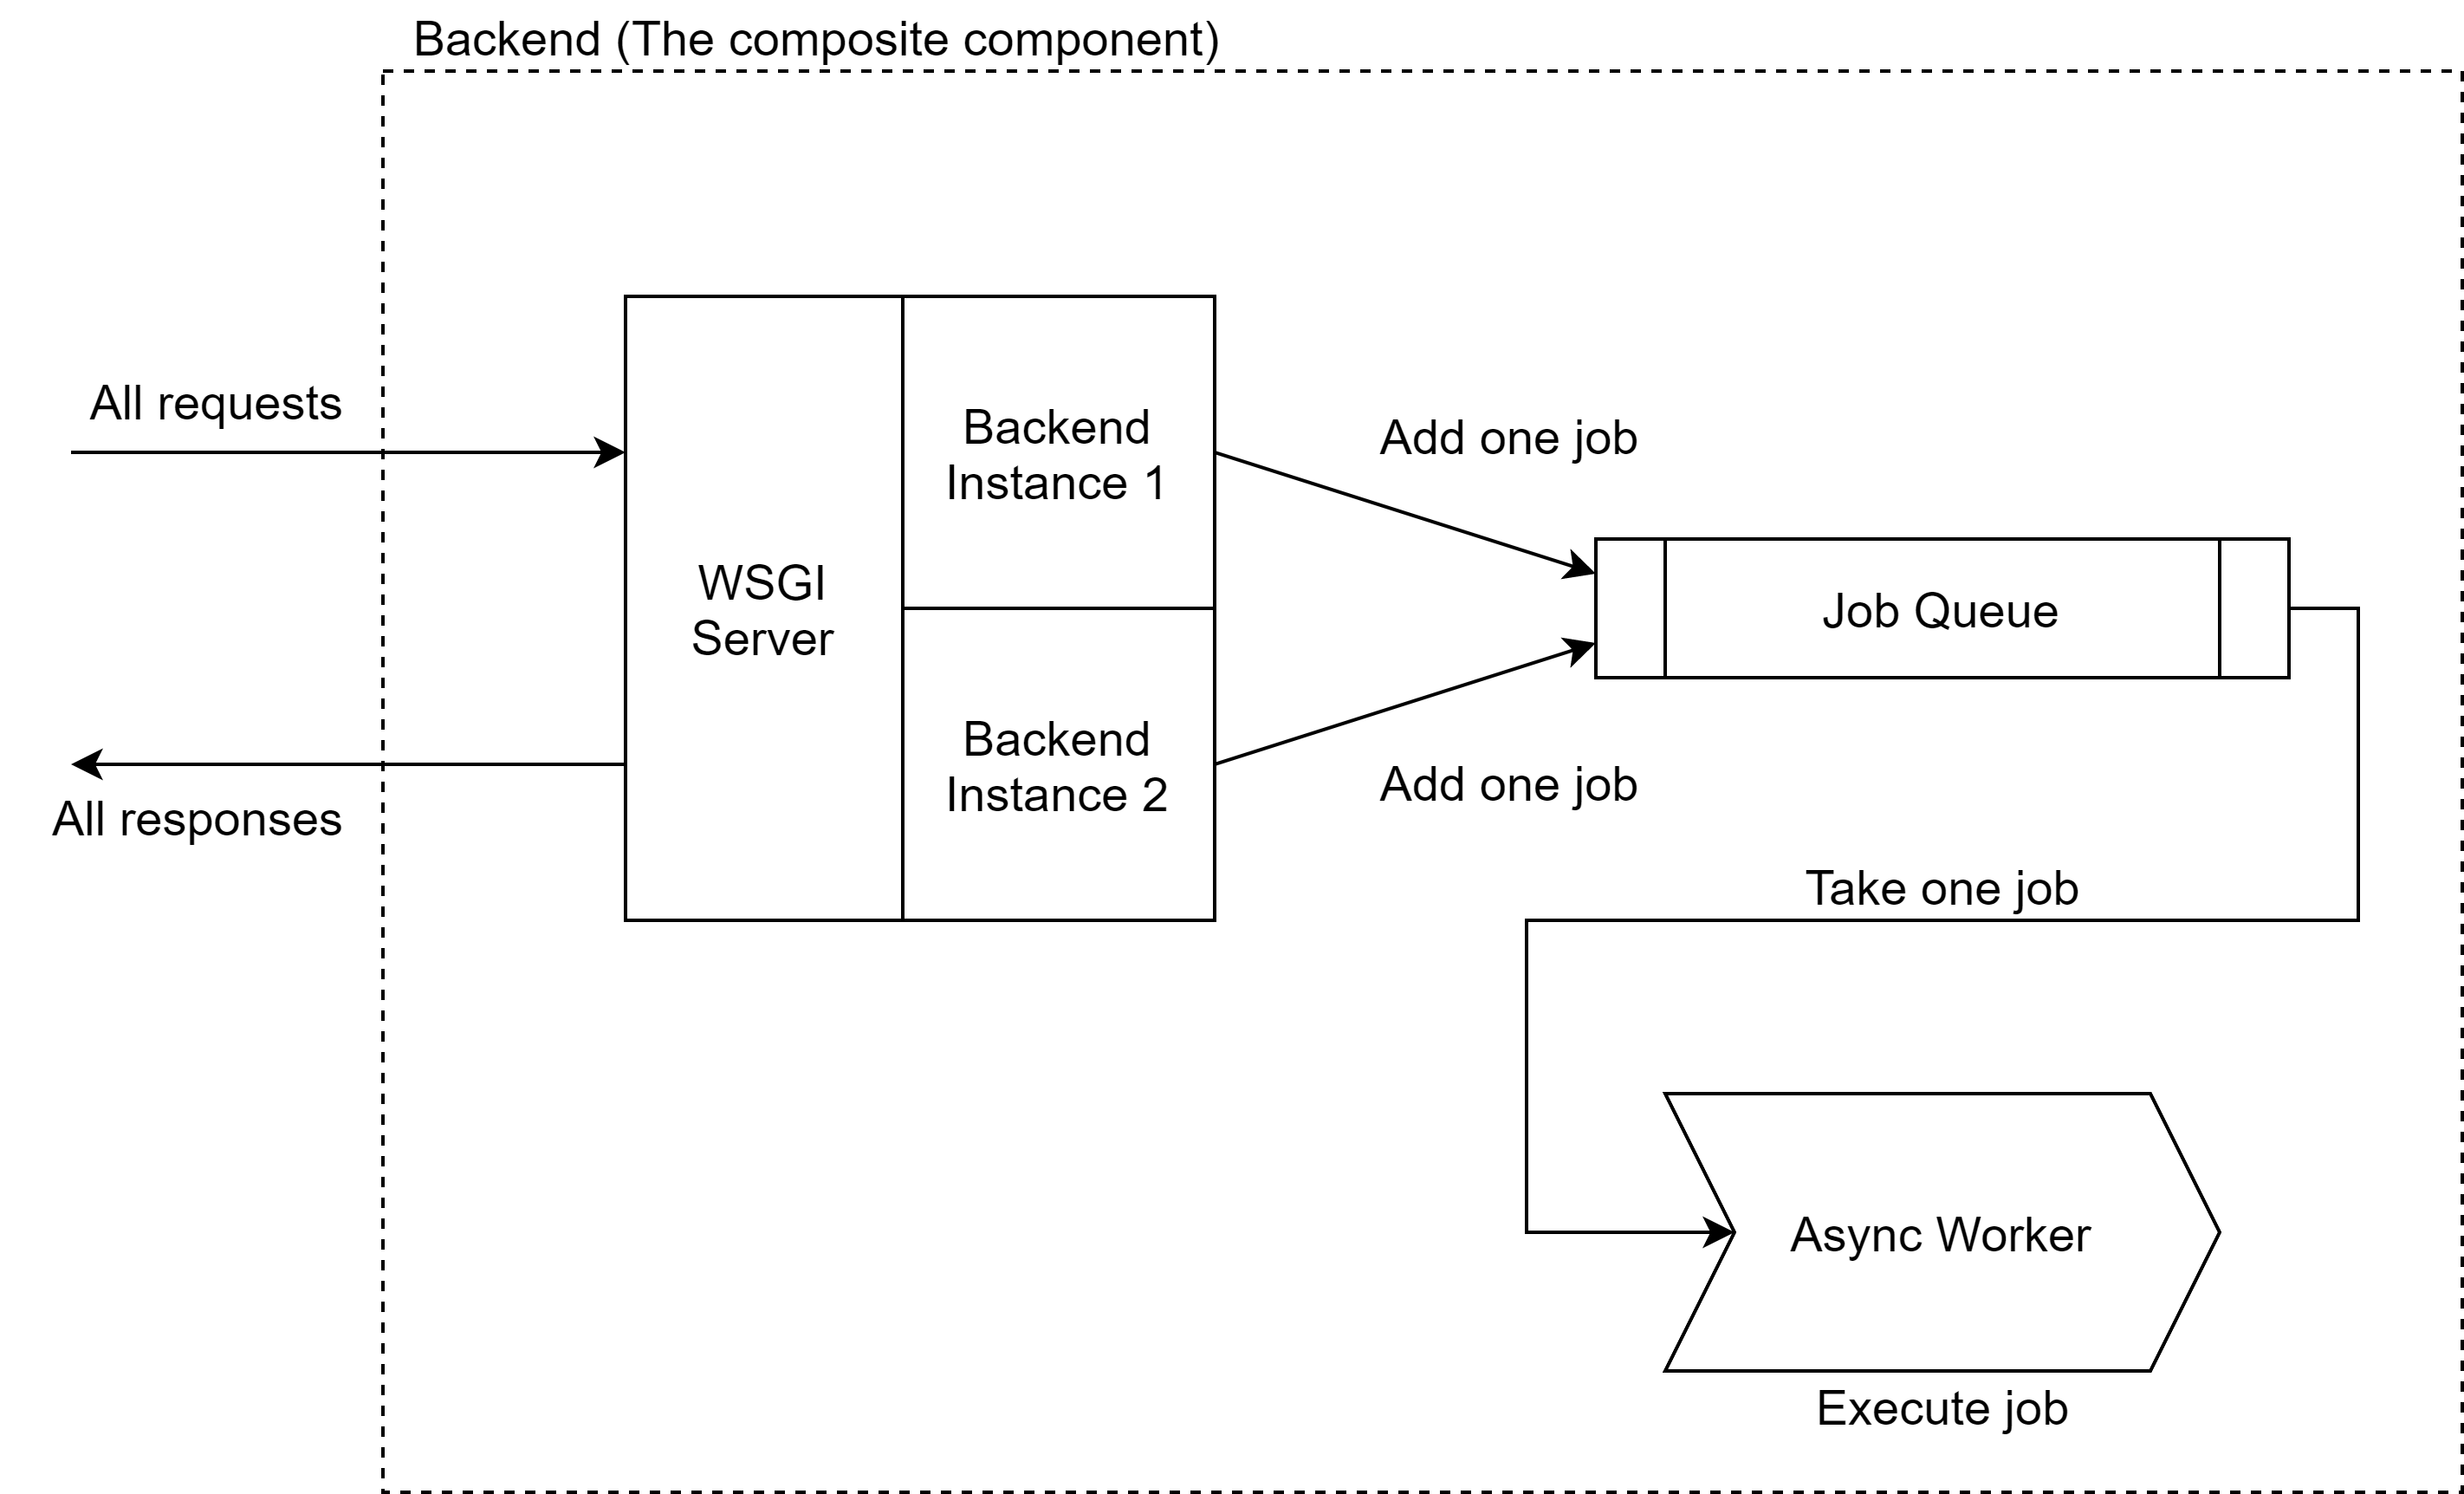 Backend (The composite component)
All requests
Backend
Instance 1
Add one job
WSGI
Server
Job Queue
Backend
Instance 2
Add one job
All responses
Take one job
Async Worker
Execute job